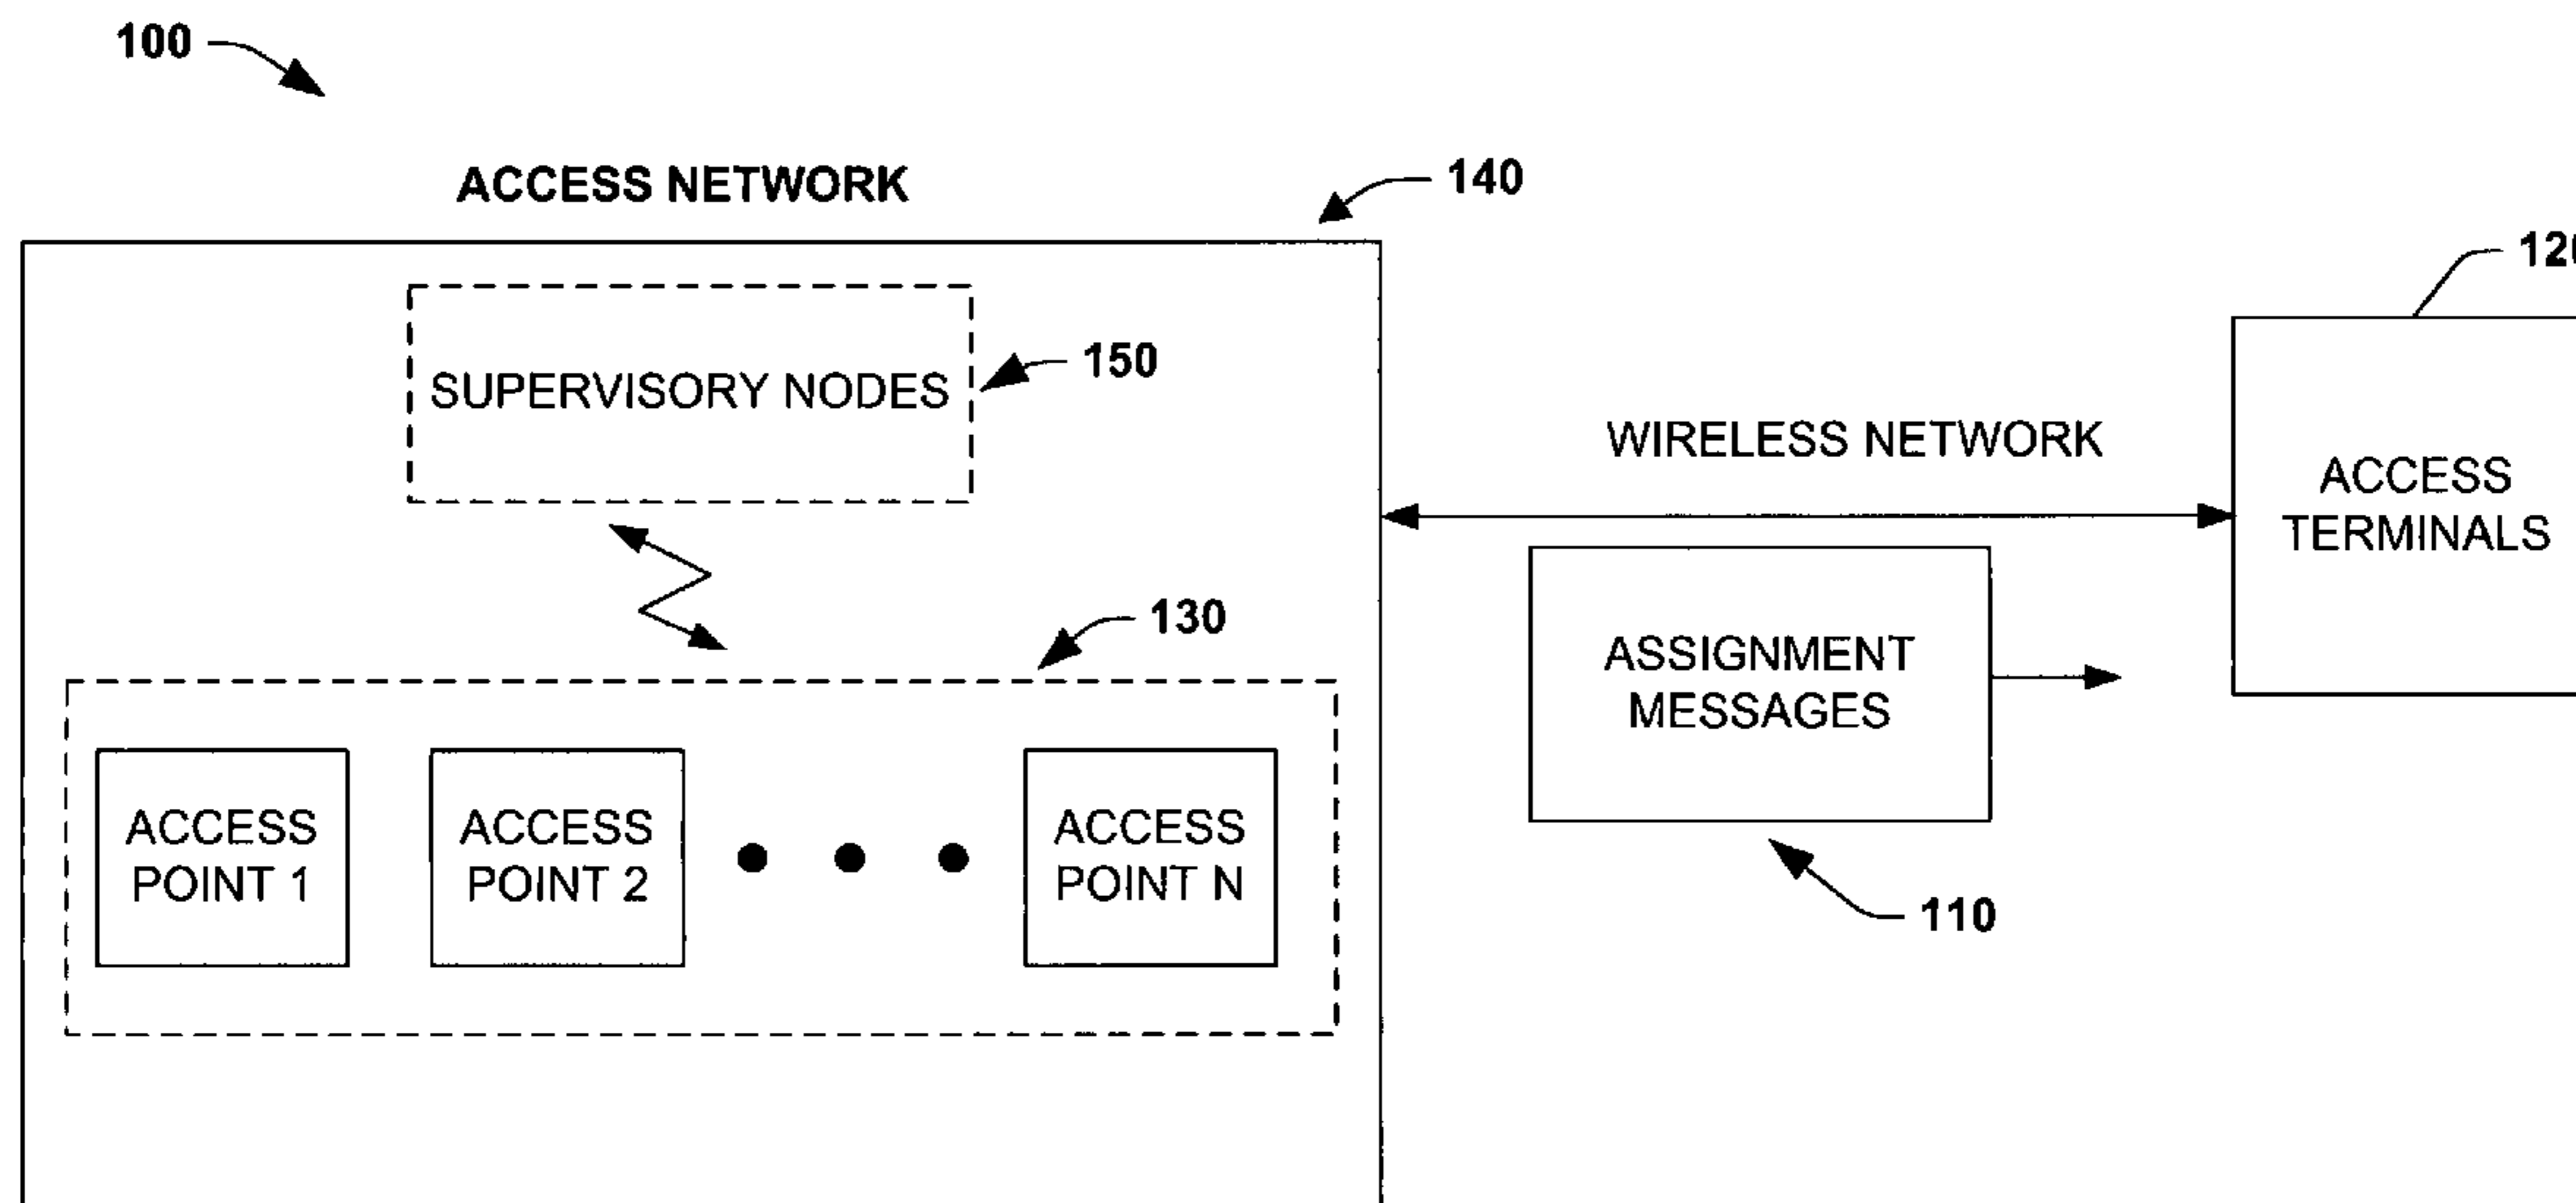 100
ACCESS NETWORK
140
120
SUPERVISORY NODES
150
WIRELESS NETWORK
ACCESS
TERMINALS
130
ASSIGNMENT
MESSAGES
ACCESS
POINT 1
ACCESS
POINT 2
ACCESS
POINT N
110